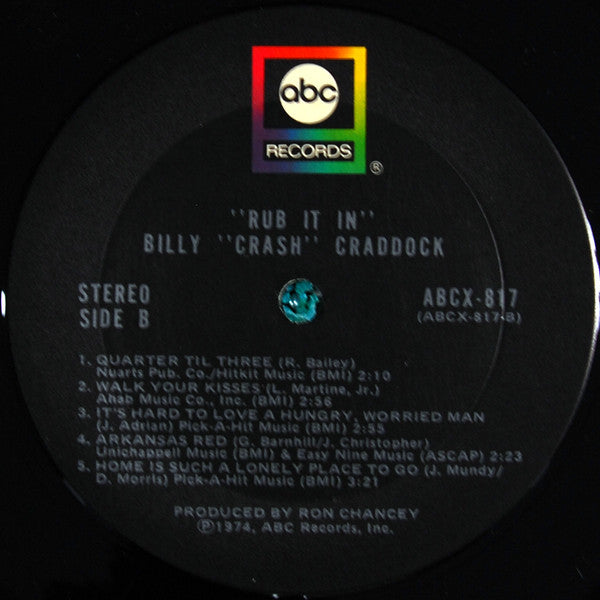 abc
RECORDS
®
"RUB IT IN"
BILLY "CRASH" CRADDOCK
STEREO
SIDE B
ABCX-817
(ABCX-817-B)
1. QUARTER TIL THREE (R. Bailey)
Nuarts Pub. Co./Hitkit Music (BMI) 2:10
2. WALK YOUR KISSES (L. Martine, Jr.)
Ahab Music Co., Inc. (BMI) 2:56
3. IT'S HARD TO LOVE A HUNGRY, WORRIED MAN
(J. Adrian) Pick-A-Hit Music (BMI) 2:55
4. ARKANSAS RED (G. Barnhill/J. Christopher)
Unichappell Music (BMI) & Easy Nine Music (ASCAP) 2:23
5. HOME IS SUCH A LONELY PLACE TO GO (J. Mundy/
D. Morris) Pick-A-Hit Music (BMI) 3:21
PRODUCED BY RON CHANCEY
℗1974, ABC Records, Inc.